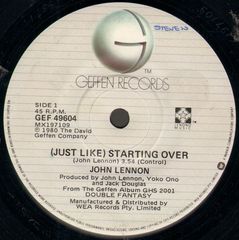 STEVEN
GEFFEN RECORDS
TM
SIDE 1
45 R.P.M.
GEF 49604
MX197109
℗ 1980 The David
Geffen Company
(JUST LIKE) STARTING OVER
(John Lennon) 3.54 (Control)
JOHN LENNON
Produced by John Lennon, Yoko Ono
and Jack Douglas
From The Geffen Album GHS 2001
DOUBLE FANTASY
Manufactured & Distributed by
WEA Records Pty. Limited